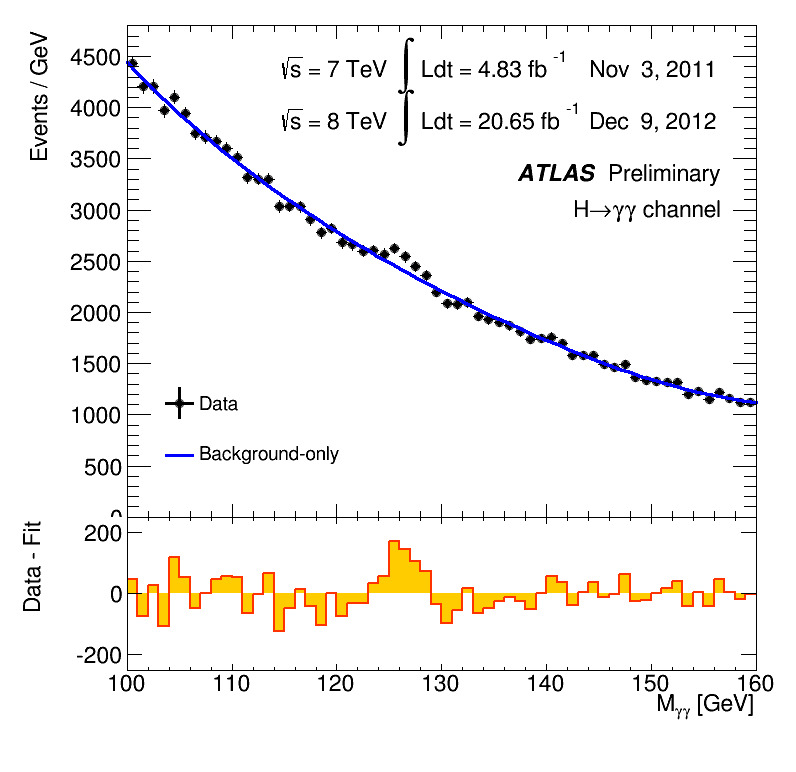 Events / GeV
4500
4000
3500
3000
2500
2000
1500
1000
500
0
√s = 7 TeV ∫ Ldt = 4.83 fb⁻¹ Nov 3, 2011
√s = 8 TeV ∫ Ldt = 20.65 fb⁻¹ Dec 9, 2012
ATLAS Preliminary
H→γγ channel
Data
Background-only
Data - Fit
200
0
-200
100 110 120 130 140 150 160
Mγγ [GeV]